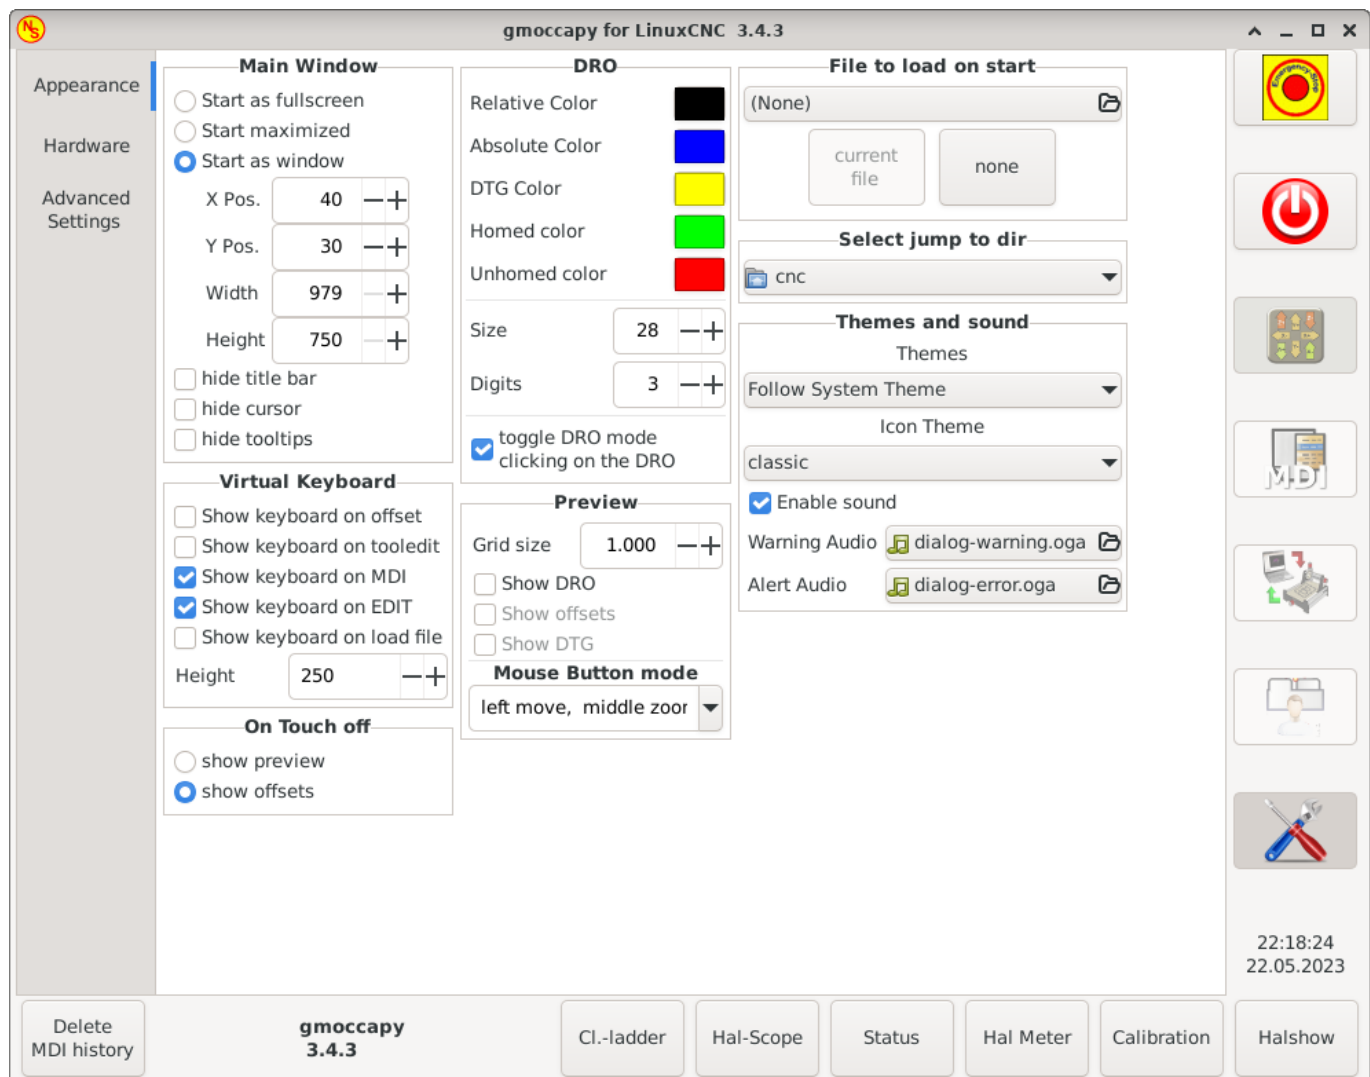 NS
gmoccapy for LinuxCNC 3.4.3
Appearance
Hardware
Advanced
Settings
Main Window
Start as fullscreen
Start maximized
Start as window
X Pos. 40
Y Pos. 30
Width 979
Height 750
hide title bar
hide cursor
hide tooltips
Virtual Keyboard
Show keyboard on offset
Show keyboard on tooledit
Show keyboard on MDI
Show keyboard on EDIT
Show keyboard on load file
Height 250
On Touch off
show preview
show offsets
DRO
Relative Color
Absolute Color
DTG Color
Homed color
Unhomed color
Size 28
Digits 3
toggle DRO mode
clicking on the DRO
Preview
Grid size 1.000
Show DRO
Show offsets
Show DTG
Mouse Button mode
left move, middle zoor
File to load on start
(None)
current
file
none
Select jump to dir
cnc
Themes and sound
Themes
Follow System Theme
Icon Theme
classic
Enable sound
Warning Audio dialog-warning.oga
Alert Audio dialog-error.oga
Emergency-Stop
MDI
22:18:24
22.05.2023
Delete
MDI history
gmoccapy
3.4.3
Cl.-ladder
Hal-Scope
Status
Hal Meter
Calibration
Halshow